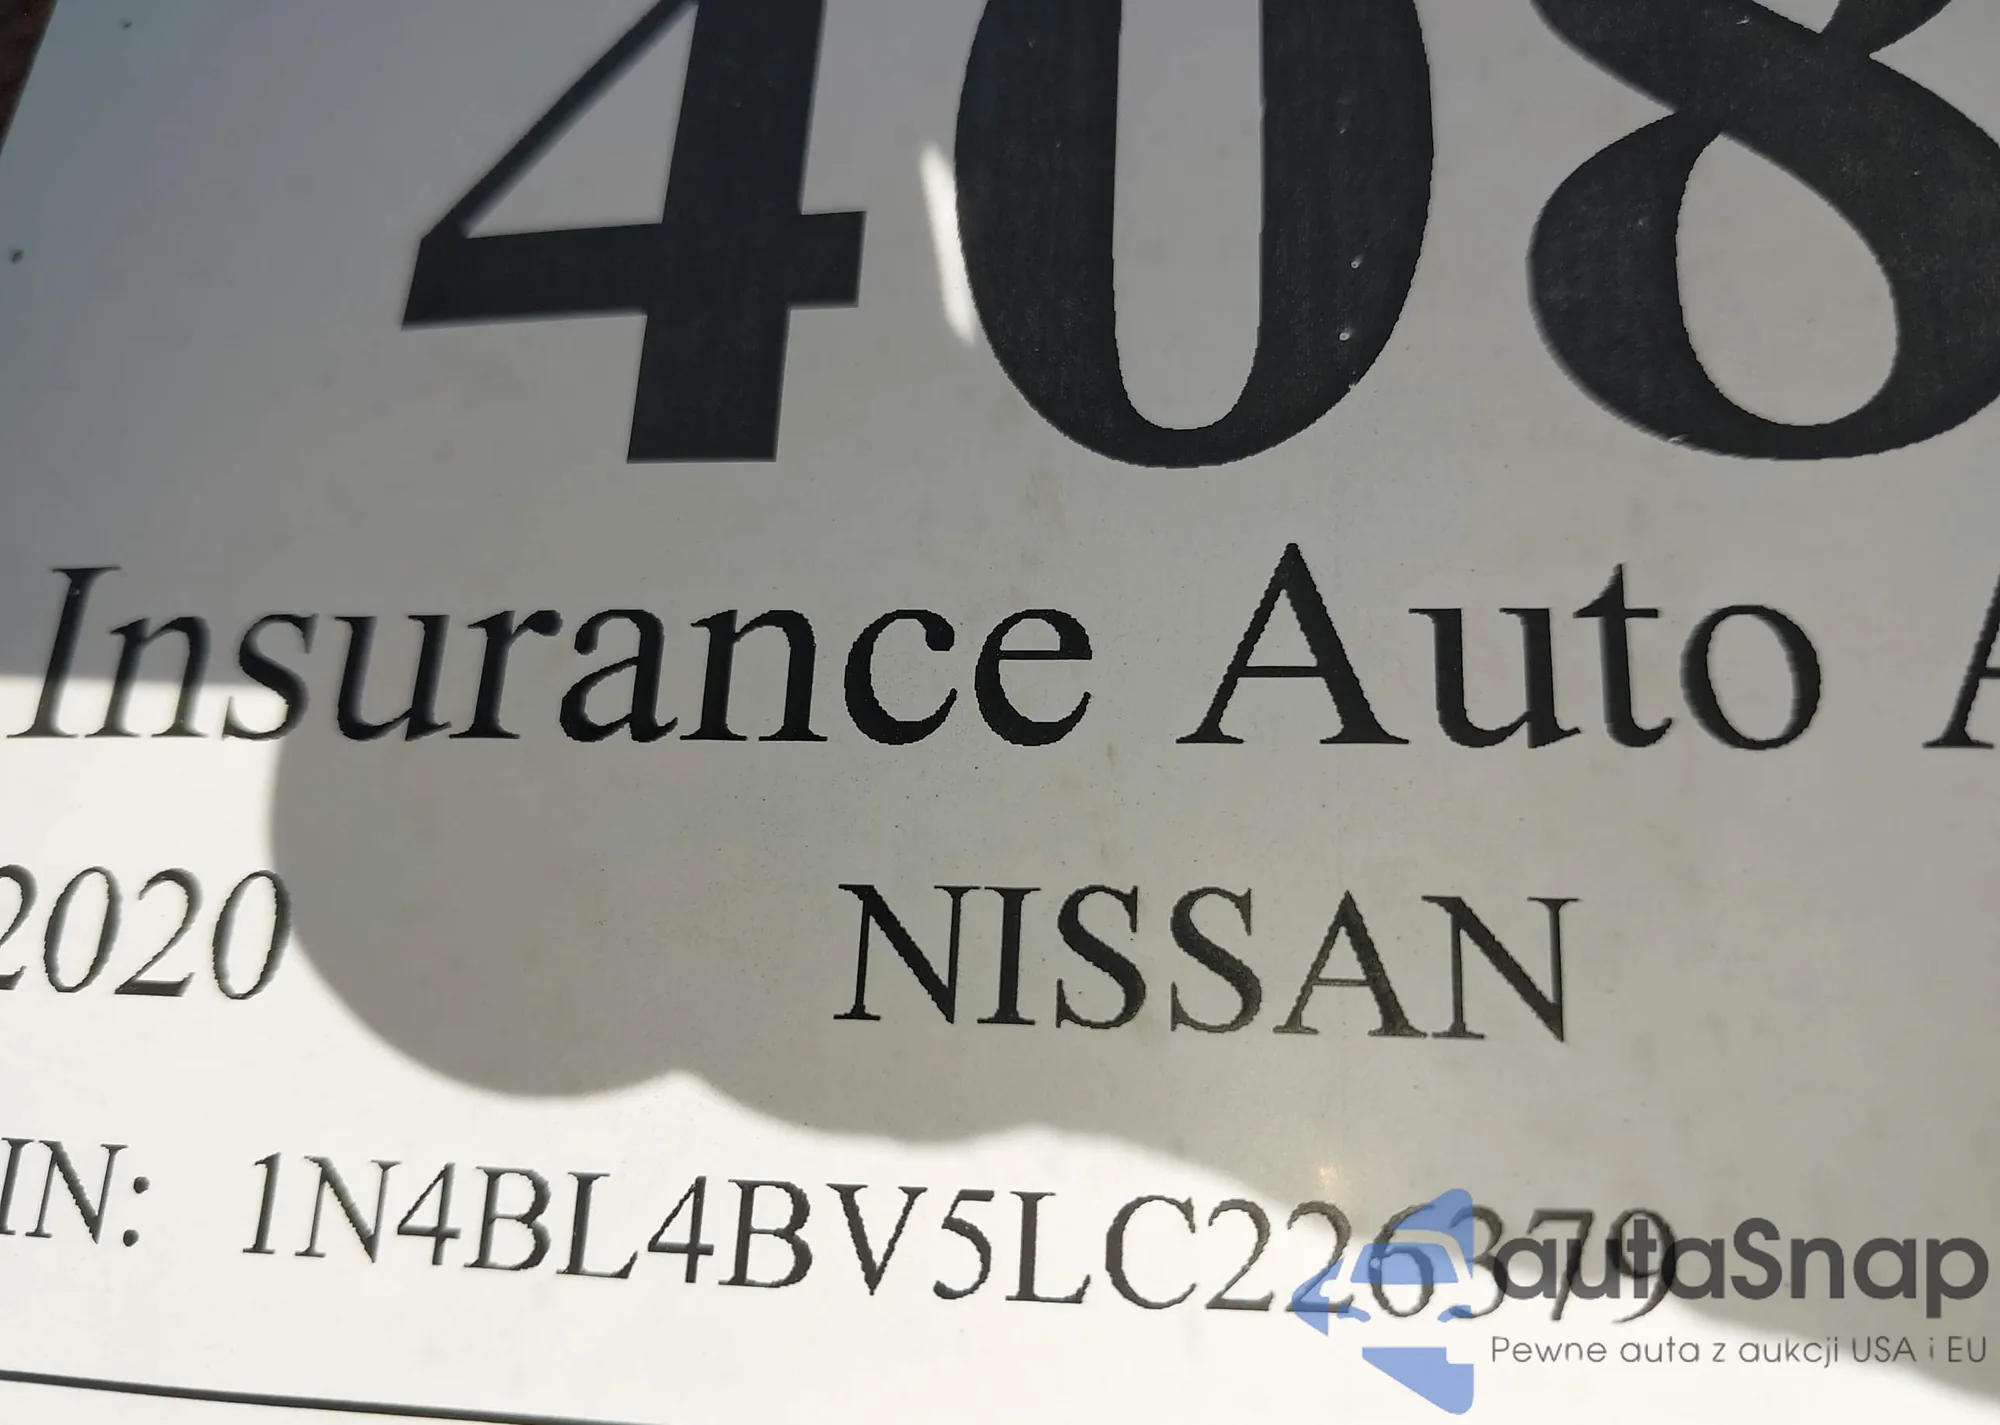 408
Insurance Auto A
2020 NISSAN
IN: 1N4BL4BV5LC226379
autaSnap
Pewne auta z aukcji USA i EU